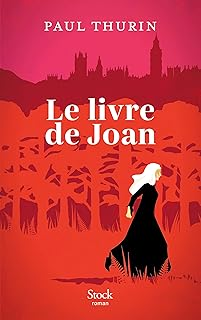 PAUL THURIN
Le livre
de Joan
Stock
roman